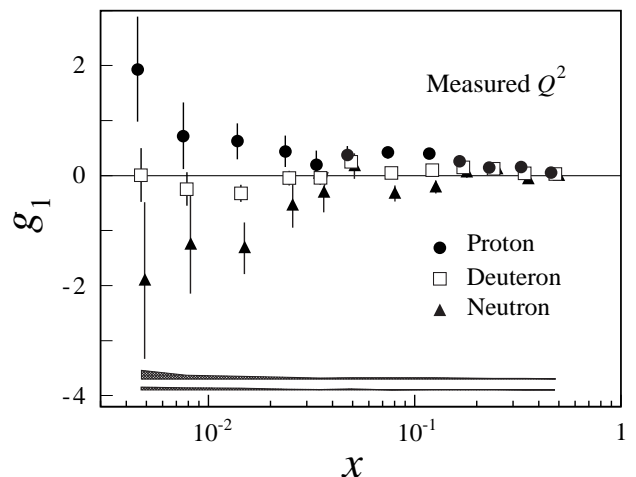 2
Measured Q²
0
g₁
Proton
-2
Deuteron
Neutron
-4
10⁻²
10⁻¹
1
x